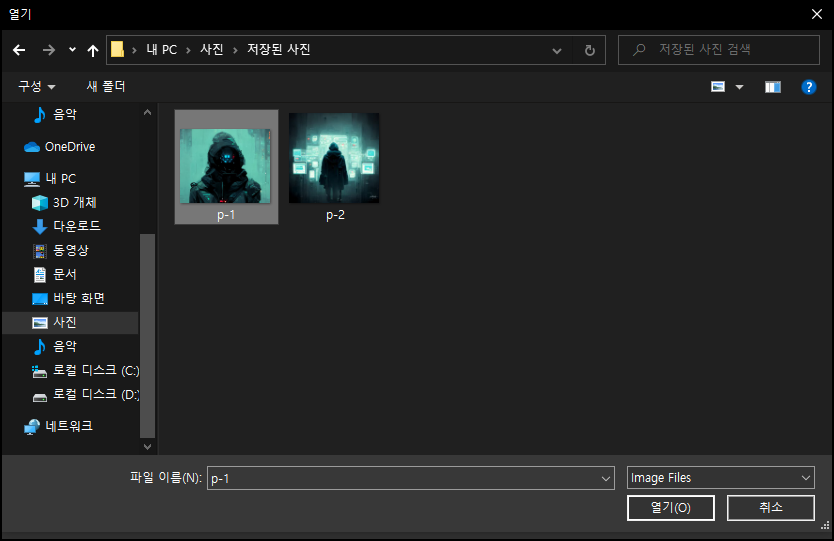 열기
내 PC > 사진 > 저장된 사진
저장된 사진 검색
구성
새 폴더
음악
OneDrive
내 PC
3D 개체
다운로드
동영상
문서
바탕 화면
사진
음악
로컬 디스크 (C:)
로컬 디스크 (D:)
네트워크
p-1
p-2
파일 이름(N):
p-1
Image Files
열기(O)
취소